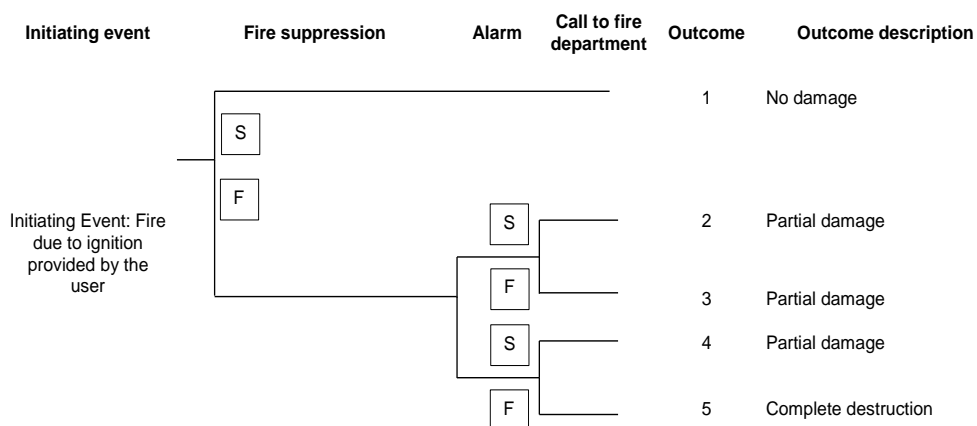 Initiating event
Fire suppression
Alarm
Call to fire
department
Outcome
Outcome description
1
No damage
S
F
Initiating Event: Fire
due to ignition
provided by the
user
S
2
Partial damage
F
3
Partial damage
S
4
Partial damage
F
5
Complete destruction